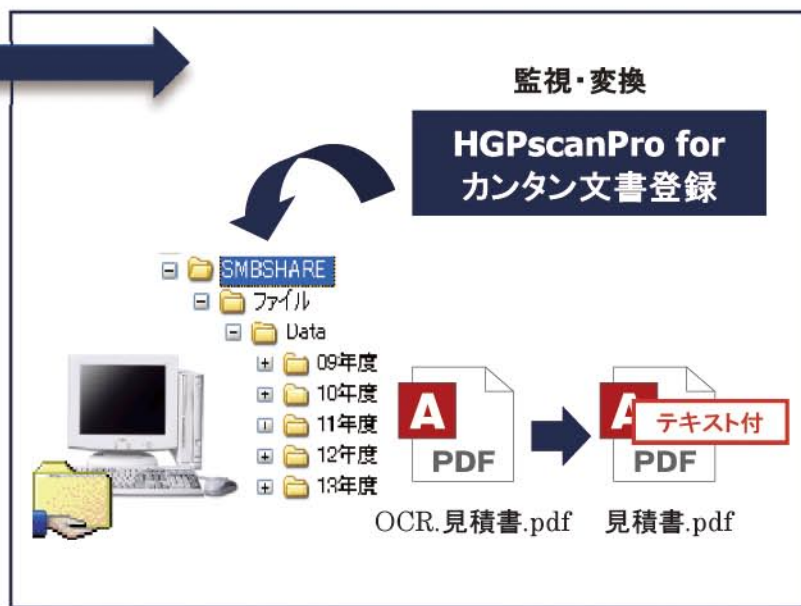 監視・変換
HGPscanPro for
カンタン文書登録
SMBSHARE
ファイル
Data
09年度
10年度
11年度
12年度
13年度
A
PDF
OCR.見積書.pdf
A
テキスト付
PDF
見積書.pdf